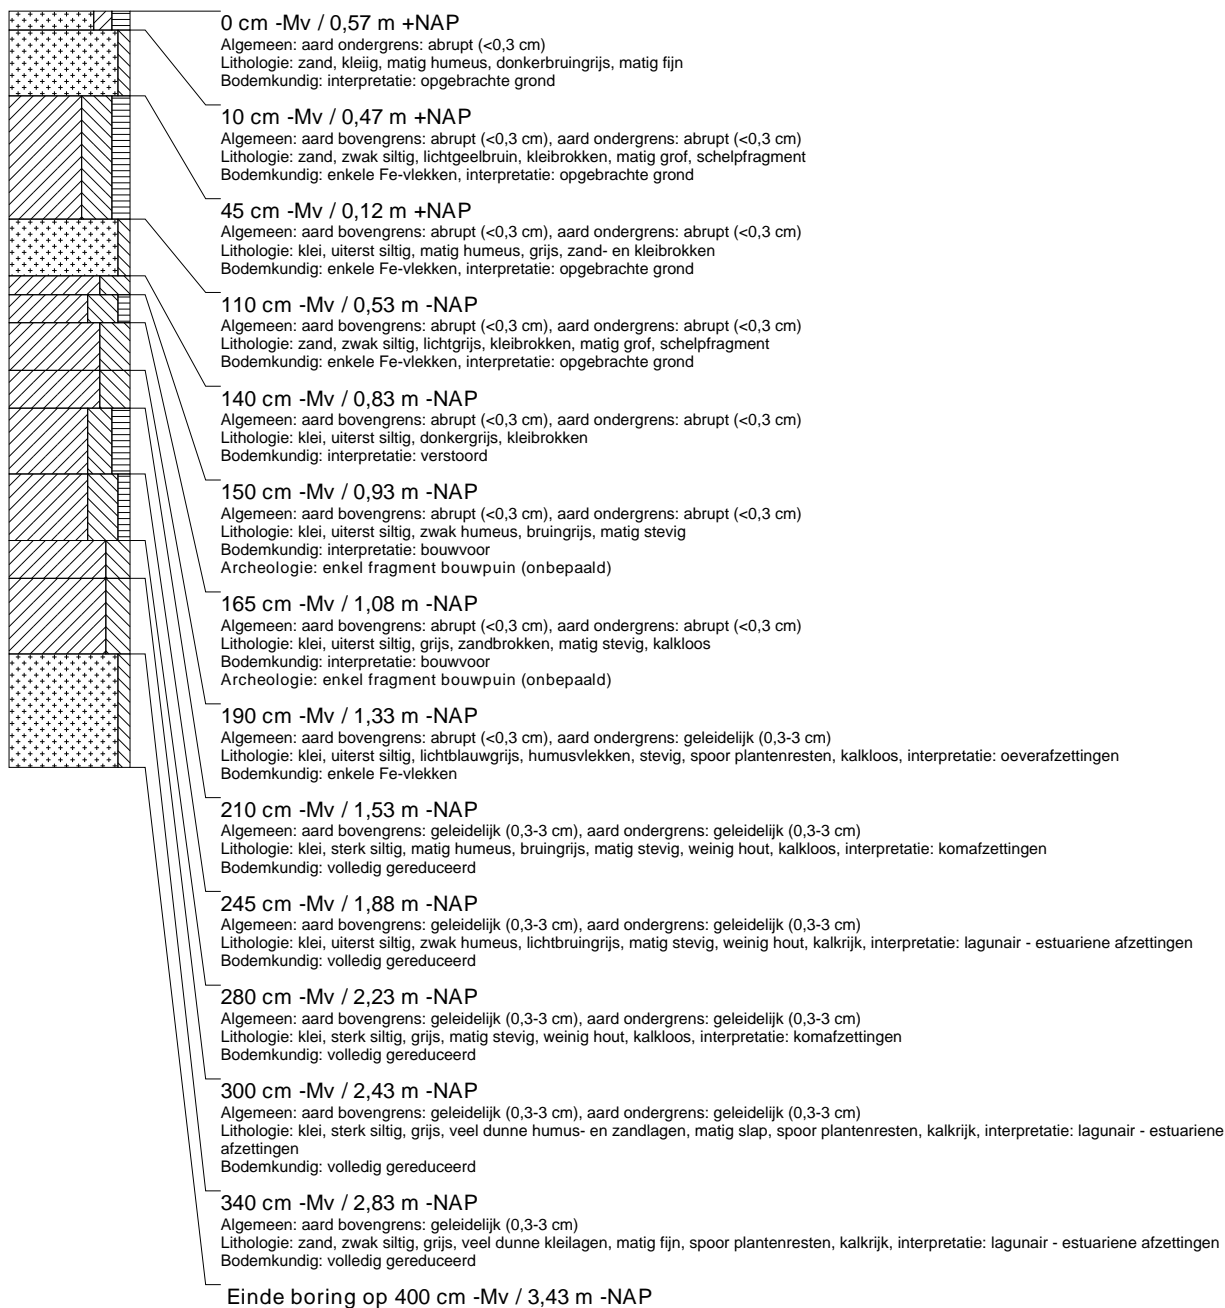 0 cm -Mv / 0,57 m +NAP
Algemeen: aard ondergrens: abrupt (<0,3 cm)
Lithologie: zand, kleiig, matig humeus, donkerbruingrijs, matig fijn
Bodemkundig: interpretatie: opgebrachte grond
10 cm -Mv / 0,47 m +NAP
Algemeen: aard bovengrens: abrupt (<0,3 cm), aard ondergrens: abrupt (<0,3 cm)
Lithologie: zand, zwak siltig, lichtgeelbruin, kleibrokken, matig grof, schelpfragment
Bodemkundig: enkele Fe-vlekken, interpretatie: opgebrachte grond
45 cm -Mv / 0,12 m +NAP
Algemeen: aard bovengrens: abrupt (<0,3 cm), aard ondergrens: abrupt (<0,3 cm)
Lithologie: klei, uiterst siltig, matig humeus, grijs, zand- en kleibrokken
Bodemkundig: enkele Fe-vlekken, interpretatie: opgebrachte grond
110 cm -Mv / 0,53 m -NAP
Algemeen: aard bovengrens: abrupt (<0,3 cm), aard ondergrens: abrupt (<0,3 cm)
Lithologie: zand, zwak siltig, lichtgrijs, kleibrokken, matig grof, schelpfragment
Bodemkundig: enkele Fe-vlekken, interpretatie: opgebrachte grond
140 cm -Mv / 0,83 m -NAP
Algemeen: aard bovengrens: abrupt (<0,3 cm), aard ondergrens: abrupt (<0,3 cm)
Lithologie: klei, uiterst siltig, donkergrijs, kleibrokken
Bodemkundig: interpretatie: verstoord
150 cm -Mv / 0,93 m -NAP
Algemeen: aard bovengrens: abrupt (<0,3 cm), aard ondergrens: abrupt (<0,3 cm)
Lithologie: klei, uiterst siltig, zwak humeus, bruingrijs, matig stevig
Bodemkundig: interpretatie: bouwvoor
Archeologie: enkel fragment bouwpuin (onbepaald)
165 cm -Mv / 1,08 m -NAP
Algemeen: aard bovengrens: abrupt (<0,3 cm), aard ondergrens: abrupt (<0,3 cm)
Lithologie: klei, uiterst siltig, grijs, zandbrokken, matig stevig, kalkloos
Bodemkundig: interpretatie: bouwvoor
Archeologie: enkel fragment bouwpuin (onbepaald)
190 cm -Mv / 1,33 m -NAP
Algemeen: aard bovengrens: abrupt (<0,3 cm), aard ondergrens: geleidelijk (0,3-3 cm)
Lithologie: klei, uiterst siltig, lichtblauwgrijs, humusvlekken, stevig, spoor plantenresten, kalkloos, interpretatie: oeverafzettingen
Bodemkundig: enkele Fe-vlekken
210 cm -Mv / 1,53 m -NAP
Algemeen: aard bovengrens: geleidelijk (0,3-3 cm), aard ondergrens: geleidelijk (0,3-3 cm)
Lithologie: klei, sterk siltig, matig humeus, bruingrijs, matig stevig, weinig hout, kalkloos, interpretatie: komafzettingen
Bodemkundig: volledig gereduceerd
245 cm -Mv / 1,88 m -NAP
Algemeen: aard bovengrens: geleidelijk (0,3-3 cm), aard ondergrens: geleidelijk (0,3-3 cm)
Lithologie: klei, uiterst siltig, zwak humeus, lichtbruingrijs, matig stevig, weinig hout, kalkrijk, interpretatie: lagunair - estuariene afzettingen
Bodemkundig: volledig gereduceerd
280 cm -Mv / 2,23 m -NAP
Algemeen: aard bovengrens: geleidelijk (0,3-3 cm), aard ondergrens: geleidelijk (0,3-3 cm)
Lithologie: klei, sterk siltig, grijs, matig stevig, weinig hout, kalkloos, interpretatie: komafzettingen
Bodemkundig: volledig gereduceerd
300 cm -Mv / 2,43 m -NAP
Algemeen: aard bovengrens: geleidelijk (0,3-3 cm), aard ondergrens: geleidelijk (0,3-3 cm)
Lithologie: klei, sterk siltig, grijs, veel dunne humus- en zandlagen, matig slap, spoor plantenresten, kalkrijk, interpretatie: lagunair - estuariene
afzettingen
Bodemkundig: volledig gereduceerd
340 cm -Mv / 2,83 m -NAP
Algemeen: aard bovengrens: geleidelijk (0,3-3 cm)
Lithologie: zand, zwak siltig, grijs, veel dunne kleilagen, matig fijn, spoor plantenresten, kalkrijk, interpretatie: lagunair - estuariene afzettingen
Bodemkundig: volledig gereduceerd
Einde boring op 400 cm -Mv / 3,43 m -NAP